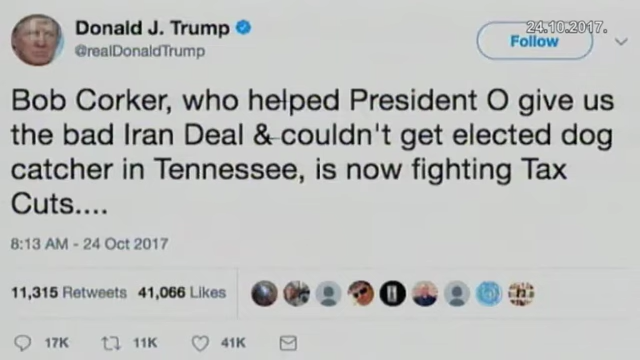 24.10.2017.
Donald J. Trump
@realDonaldTrump
Follow
Bob Corker, who helped President O give us
the bad Iran Deal & couldn't get elected dog
catcher in Tennessee, is now fighting Tax
Cuts....
8:13 AM - 24 Oct 2017
11,315 Retweets 41,066 Likes
17K 11K 41K